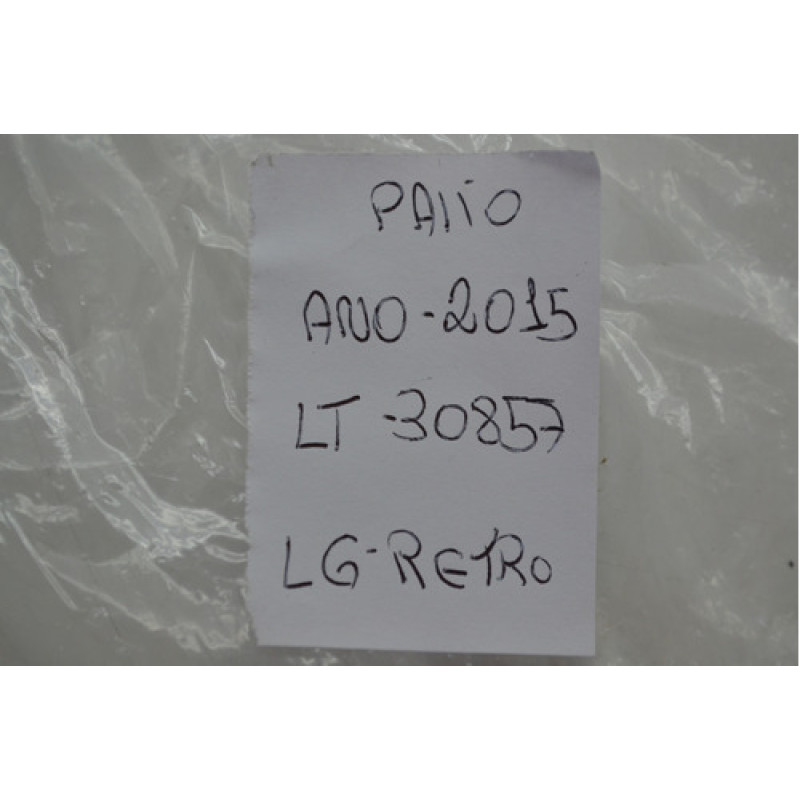 PAliO
ANO-2015
LT-30857
LG-RETRO